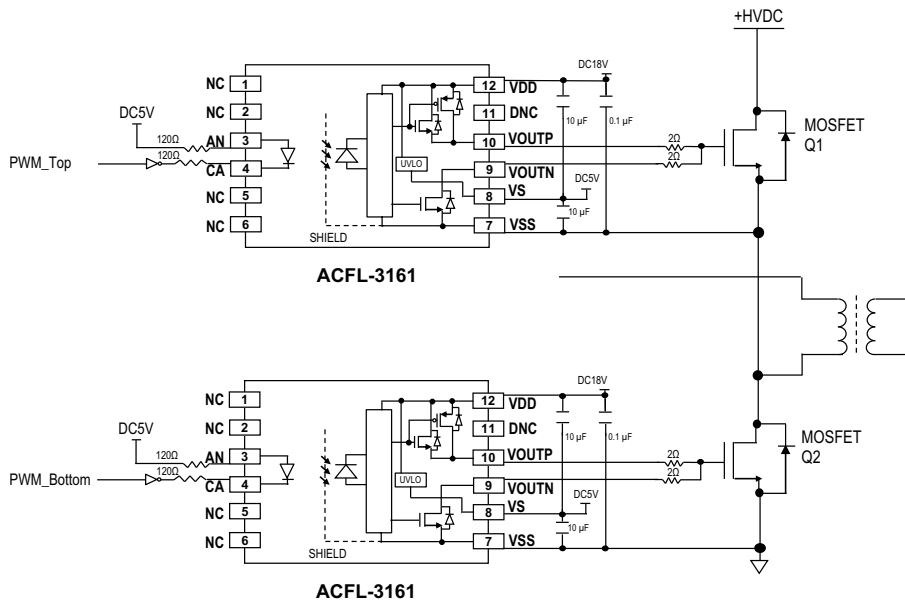 +HVDC
NC 1
NC 2
DC5V
120Ω AN 3
PWM_Top 120Ω CA 4
NC 5
NC 6
SHIELD
UVLO
12 VDD
11 DNC
10 VOUTP
9 VOUTN
8 VS
7 VSS
DC18V
10 µF
0.1 µF
DC5V
10 µF
2Ω
2Ω
MOSFET
Q1
ACFL-3161
NC 1
NC 2
DC5V
120Ω AN 3
PWM_Bottom 120Ω CA 4
NC 5
NC 6
SHIELD
UVLO
12 VDD
11 DNC
10 VOUTP
9 VOUTN
8 VS
7 VSS
DC18V
10 µF
0.1 µF
DC5V
10 µF
2Ω
2Ω
MOSFET
Q2
ACFL-3161